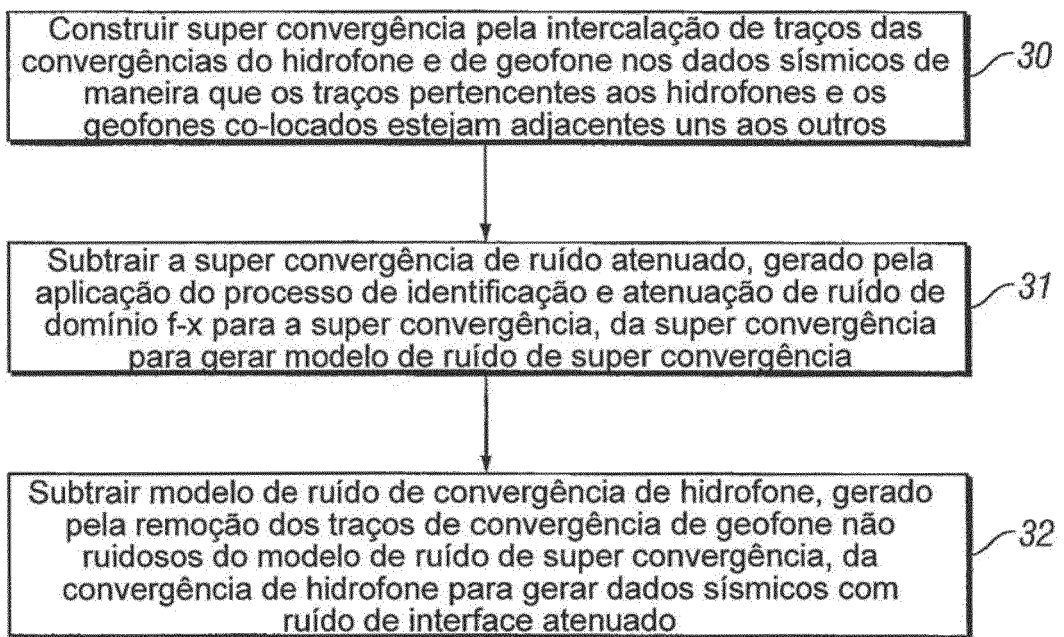 Construir super convergência pela intercalação de traços das
convergências do hidrofone e de geofone nos dados sísmicos de
maneira que os traços pertencentes aos hidrofones e os
geofones co-locados estejam adjacentes uns aos outros
30
Subtrair a super convergência de ruído atenuado, gerado pela
aplicação do processo de identificação e atenuação de ruído de
domínio f-x para a super convergência, da super convergência
para gerar modelo de ruído de super convergência
31
Subtrair modelo de ruído de convergência de hidrofone, gerado
pela remoção dos traços de convergência de geofone não
ruidosos do modelo de ruído de super convergência, da
convergência de hidrofone para gerar dados sísmicos com
ruído de interface atenuado
32